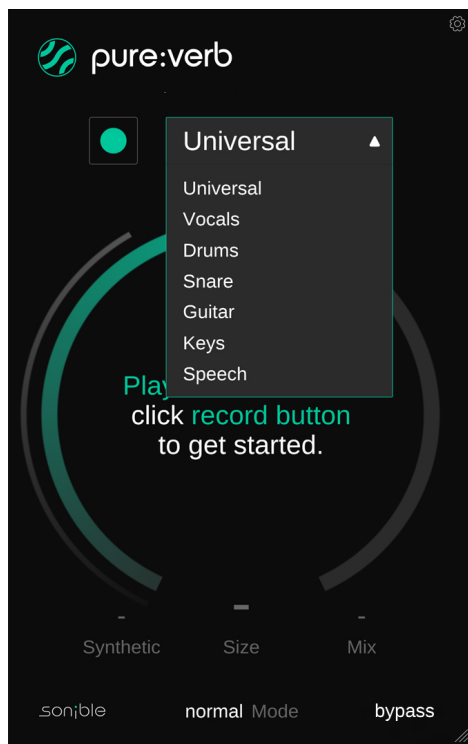 pure:verb
Universal
Universal
Vocals
Drums
Snare
Guitar
Keys
Speech
Play
click record button
to get started.
- - -
Synthetic Size Mix
sonible normal Mode bypass